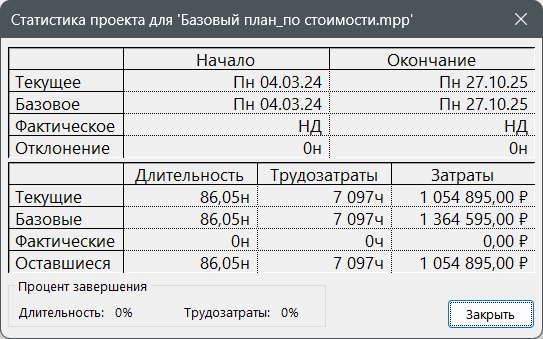 Статистика проекта для 'Базовый план_по стоимости.mpp'
Начало Окончание
Текущее Пн 04.03.24 Пн 27.10.25
Базовое Пн 04.03.24 Пн 27.10.25
Фактическое НД НД
Отклонение 0н 0н
Длительность Трудозатраты Затраты
Текущие 86,05н 7 097ч 1 054 895,00 ₽
Базовые 86,05н 7 097ч 1 364 595,00 ₽
Фактические 0н 0ч 0,00 ₽
Оставшиеся 86,05н 7 097ч 1 054 895,00 ₽
Процент завершения
Длительность: 0% Трудозатраты: 0%
Закрыть